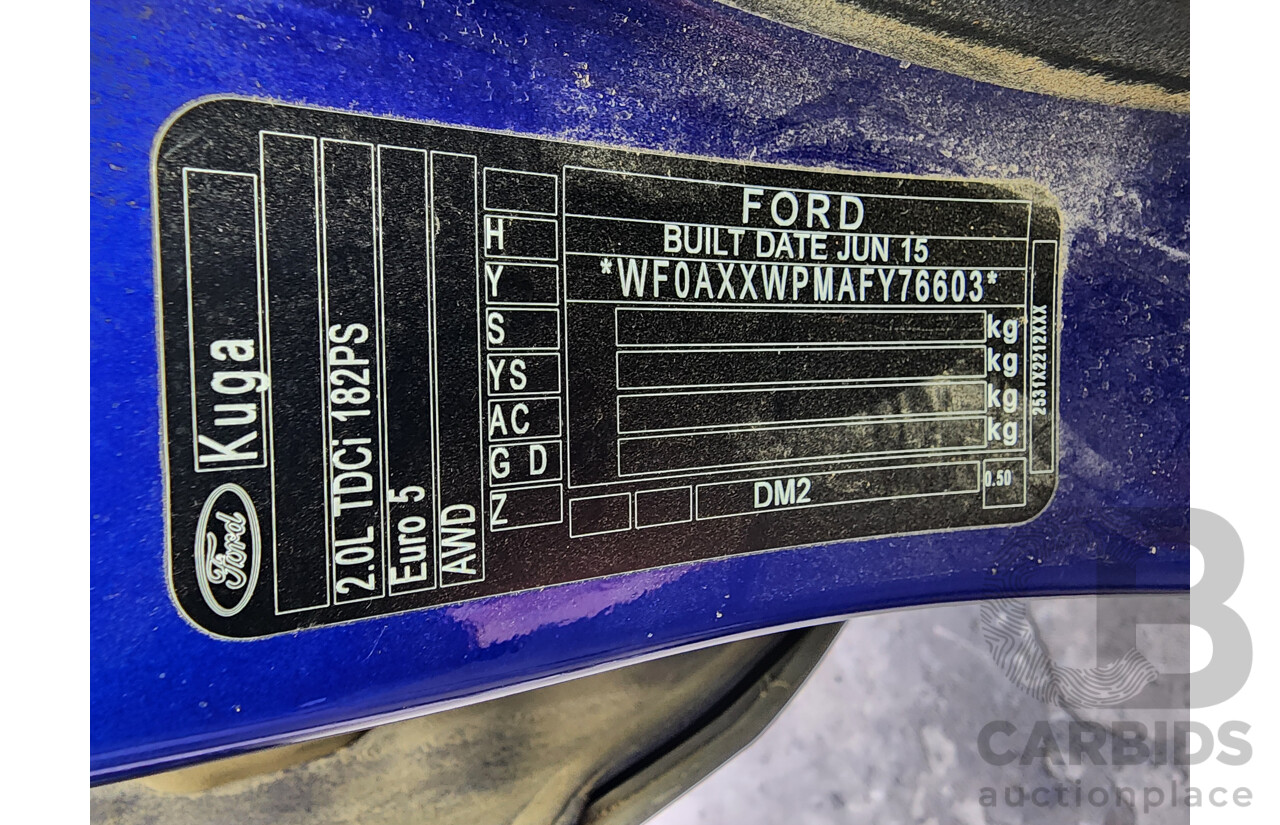 FORD
BUILT DATE JUN 15
*WF0AXXWPMAFY76603*
kg
kg
kg
kg
DM2
0.50
2531X2212XXX
H
Y
S
YS
AC
G D
Z
Ford
Kuga
2.0L TDCi 182PS
Euro 5
AWD
CB
CARBIDS
auctionplace